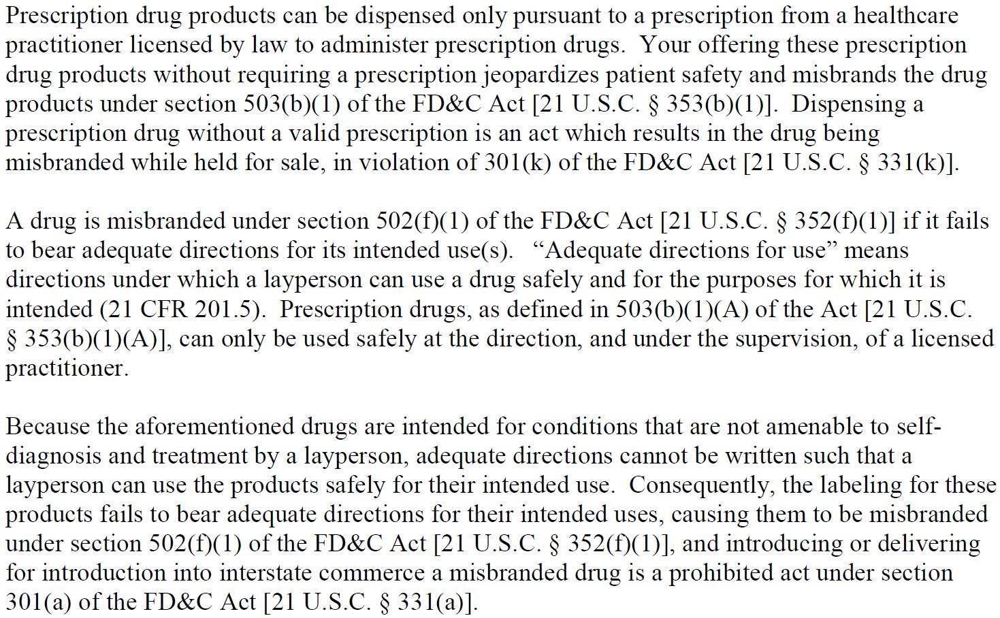 Prescription drug products can be dispensed only pursuant to a prescription from a healthcare
practitioner licensed by law to administer prescription drugs.  Your offering these prescription
drug products without requiring a prescription jeopardizes patient safety and misbrands the drug
products under section 503(b)(1) of the FD&C Act [21 U.S.C. § 353(b)(1)].  Dispensing a
prescription drug without a valid prescription is an act which results in the drug being
misbranded while held for sale, in violation of 301(k) of the FD&C Act [21 U.S.C. § 331(k)].

A drug is misbranded under section 502(f)(1) of the FD&C Act [21 U.S.C. § 352(f)(1)] if it fails
to bear adequate directions for its intended use(s).   “Adequate directions for use” means
directions under which a layperson can use a drug safely and for the purposes for which it is
intended (21 CFR 201.5).  Prescription drugs, as defined in 503(b)(1)(A) of the Act [21 U.S.C.
§ 353(b)(1)(A)], can only be used safely at the direction, and under the supervision, of a licensed
practitioner.

Because the aforementioned drugs are intended for conditions that are not amenable to self-
diagnosis and treatment by a layperson, adequate directions cannot be written such that a
layperson can use the products safely for their intended use.  Consequently, the labeling for these
products fails to bear adequate directions for their intended uses, causing them to be misbranded
under section 502(f)(1) of the FD&C Act [21 U.S.C. § 352(f)(1)], and introducing or delivering
for introduction into interstate commerce a misbranded drug is a prohibited act under section
301(a) of the FD&C Act [21 U.S.C. § 331(a)].